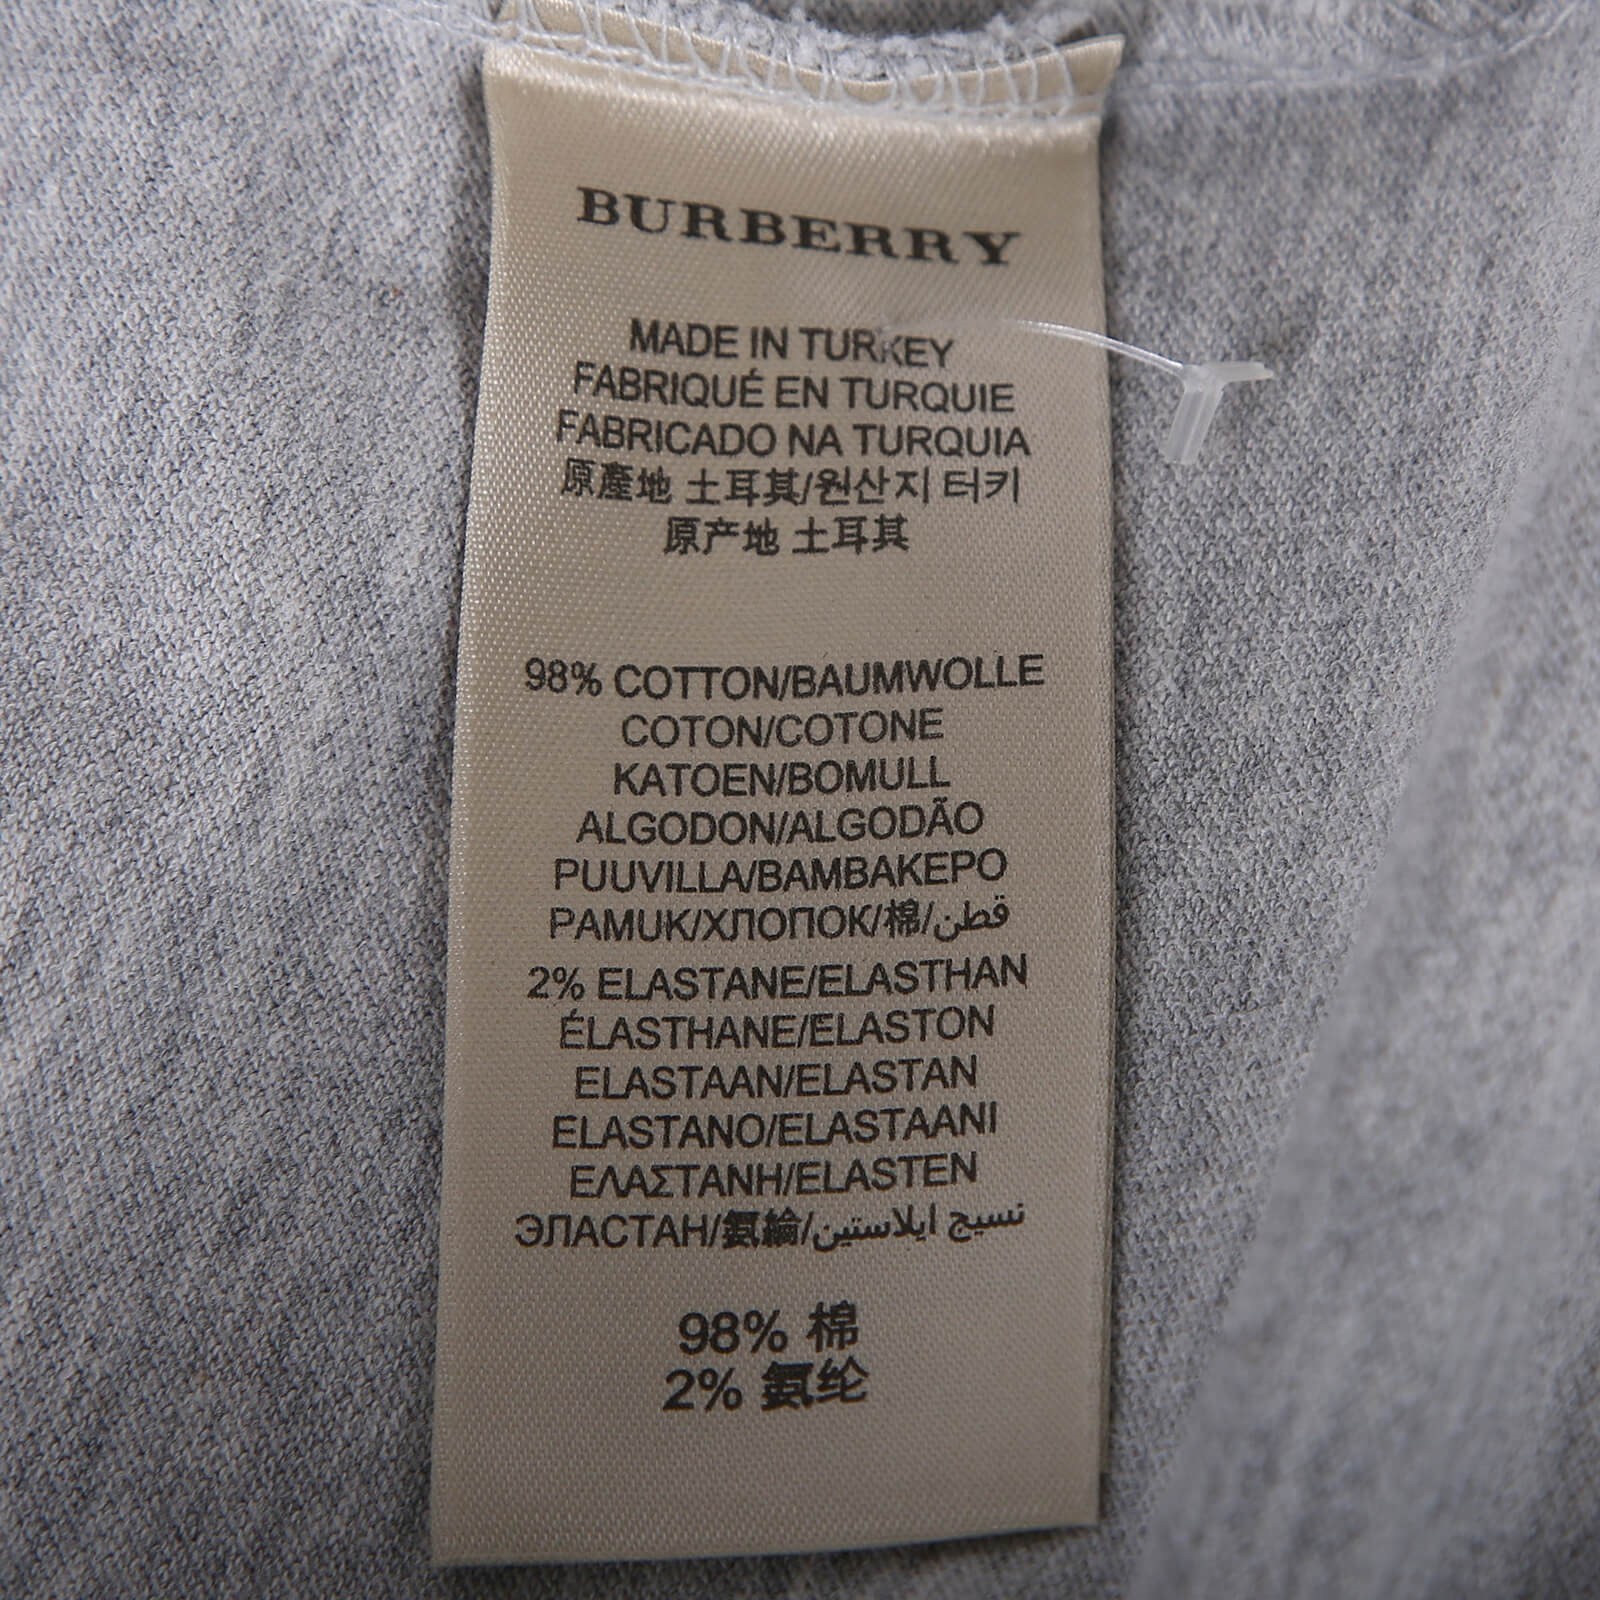 BURBERRY
MADE IN TURKEY
FABRIQUÉ EN TURQUIE
FABRICADO NA TURQUIA
原產地 土耳其/원산지 터키
原产地 土耳其
98% COTTON/BAUMWOLLE
COTON/COTONE
KATOEN/BOMULL
ALGODON/ALGODÃO
PUUVILLA/BAMBAKEPO
PAMUK/ХЛОПОК/棉/قطن
2% ELASTANE/ELASTHAN
ÉLASTHANE/ELASTON
ELASTAAN/ELASTAN
ELASTANO/ELASTAANI
ΕΛΑΣΤΑΝΗ/ELASTEN
ЭЛАСТАН/氨綸/نسيج ايلاستين
98% 棉
2% 氨纶